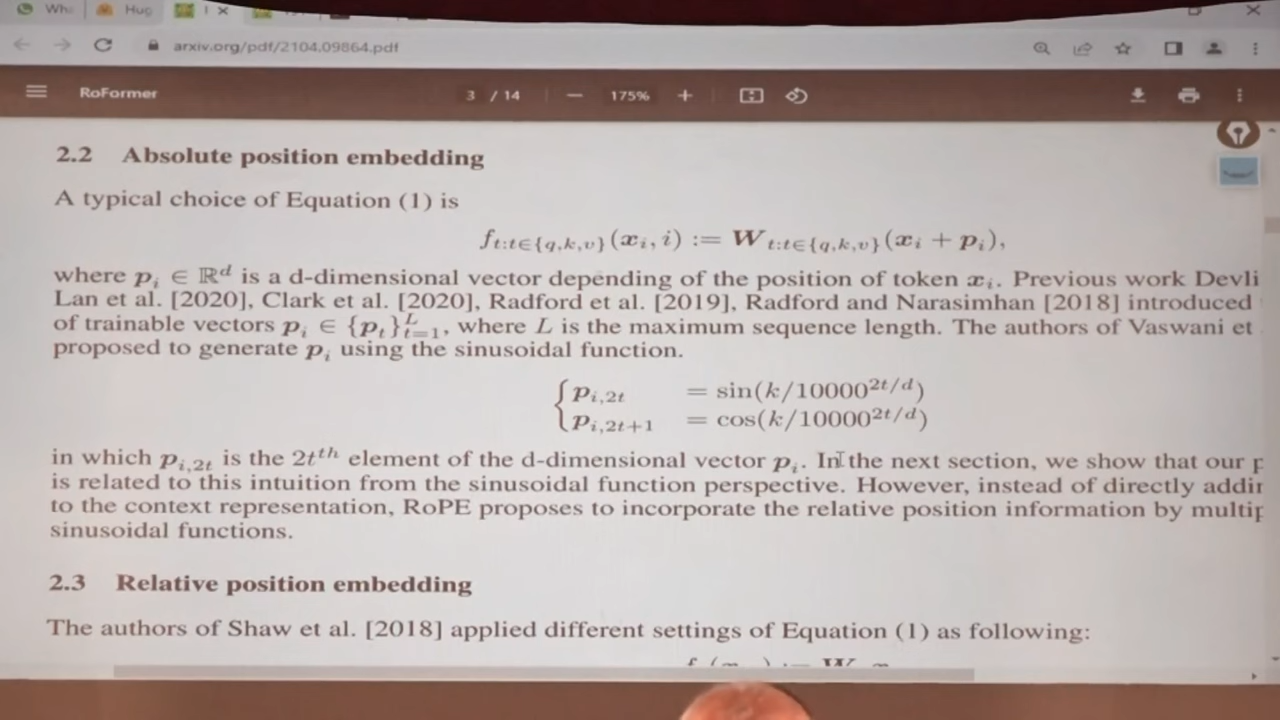 Hug
arxiv.org/pdf/2104.09864.pdf
RoFormer
3 / 14
175%
2.2 Absolute position embedding
A typical choice of Equation (1) is
f_{t:t∈{q,k,v}}(x_i, i) := W_{t:t∈{q,k,v}}(x_i + p_i),
where p_i ∈ ℝ^d is a d-dimensional vector depending of the position of token x_i. Previous work Devli
Lan et al. [2020], Clark et al. [2020], Radford et al. [2019], Radford and Narasimhan [2018] introduced
of trainable vectors p_i ∈ {p_t}_{t=1}^L, where L is the maximum sequence length. The authors of Vaswani et
proposed to generate p_i using the sinusoidal function.
{ p_{i,2t} = sin(k/10000^{2t/d})
p_{i,2t+1} = cos(k/10000^{2t/d})
in which p_{i,2t} is the 2t^{th} element of the d-dimensional vector p_i. In the next section, we show that our p
is related to this intuition from the sinusoidal function perspective. However, instead of directly addin
to the context representation, RoPE proposes to incorporate the relative position information by multip
sinusoidal functions.
2.3 Relative position embedding
The authors of Shaw et al. [2018] applied different settings of Equation (1) as following: